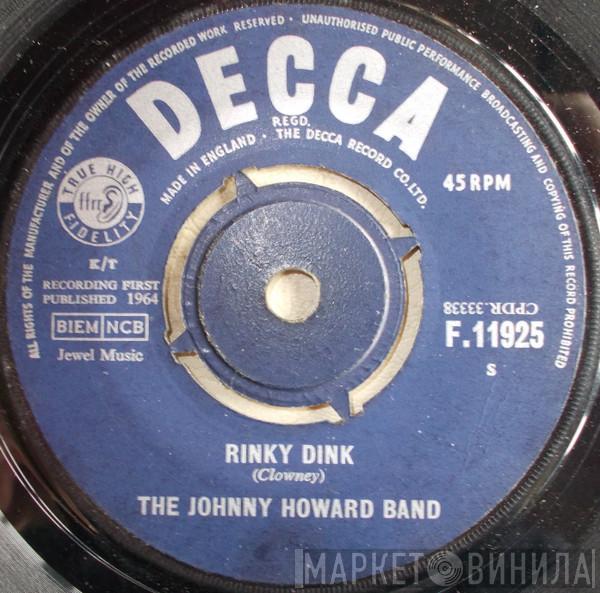 ALL RIGHTS OF THE MANUFACTURER AND OF THE OWNER OF THE RECORDED WORK RESERVED · UNAUTHORISED PUBLIC PERFORMANCE BROADCASTING AND COPYING OF THIS RECORD PROHIBITED
DECCA
REGD.
MADE IN ENGLAND · THE DECCA RECORD CO. LTD.
TRUE HIGH
ffrr
FIDELITY
45 RPM
K/T
RECORDING FIRST
PUBLISHED 1964
BIEM NCB
Jewel Music
CPDR.33338
F.11925
S
RINKY DINK
(Clowney)
THE JOHNNY HOWARD BAND
МАРКЕТ ВИНИЛА